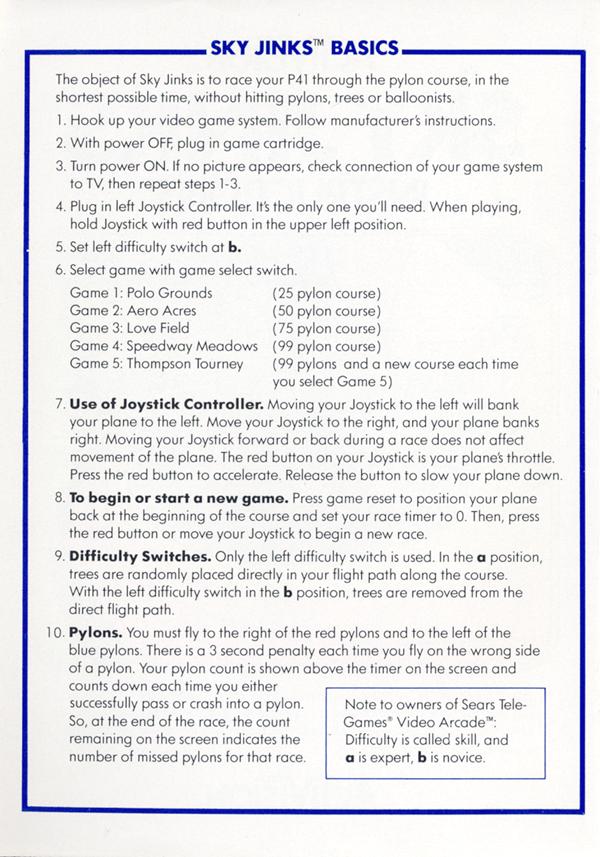 SKY JINKS™ BASICS
The object of Sky Jinks is to race your P41 through the pylon course, in the
shortest possible time, without hitting pylons, trees or balloonists.
1. Hook up your video game system. Follow manufacturer's instructions.
2. With power OFF, plug in game cartridge.
3. Turn power ON. If no picture appears, check connection of your game system
to TV, then repeat steps 1-3.
4. Plug in left Joystick Controller. It's the only one you'll need. When playing,
hold Joystick with red button in the upper left position.
5. Set left difficulty switch at b.
6. Select game with game select switch.
Game 1: Polo Grounds (25 pylon course)
Game 2: Aero Acres (50 pylon course)
Game 3: Love Field (75 pylon course)
Game 4: Speedway Meadows (99 pylon course)
Game 5: Thompson Tourney (99 pylons and a new course each time
you select Game 5)
7. Use of Joystick Controller. Moving your Joystick to the left will bank
your plane to the left. Move your Joystick to the right, and your plane banks
right. Moving your Joystick forward or back during a race does not affect
movement of the plane. The red button on your Joystick is your plane's throttle.
Press the red button to accelerate. Release the button to slow your plane down.
8. To begin or start a new game. Press game reset to position your plane
back at the beginning of the course and set your race timer to 0. Then, press
the red button or move your Joystick to begin a new race.
9. Difficulty Switches. Only the left difficulty switch is used. In the a position,
trees are randomly placed directly in your flight path along the course.
With the left difficulty switch in the b position, trees are removed from the
direct flight path.
10. Pylons. You must fly to the right of the red pylons and to the left of the
blue pylons. There is a 3 second penalty each time you fly on the wrong side
of a pylon. Your pylon count is shown above the timer on the screen and
counts down each time you either
successfully pass or crash into a pylon.
So, at the end of the race, the count
remaining on the screen indicates the
number of missed pylons for that race.
Note to owners of Sears Tele-
Games® Video Arcade™:
Difficulty is called skill, and
a is expert, b is novice.